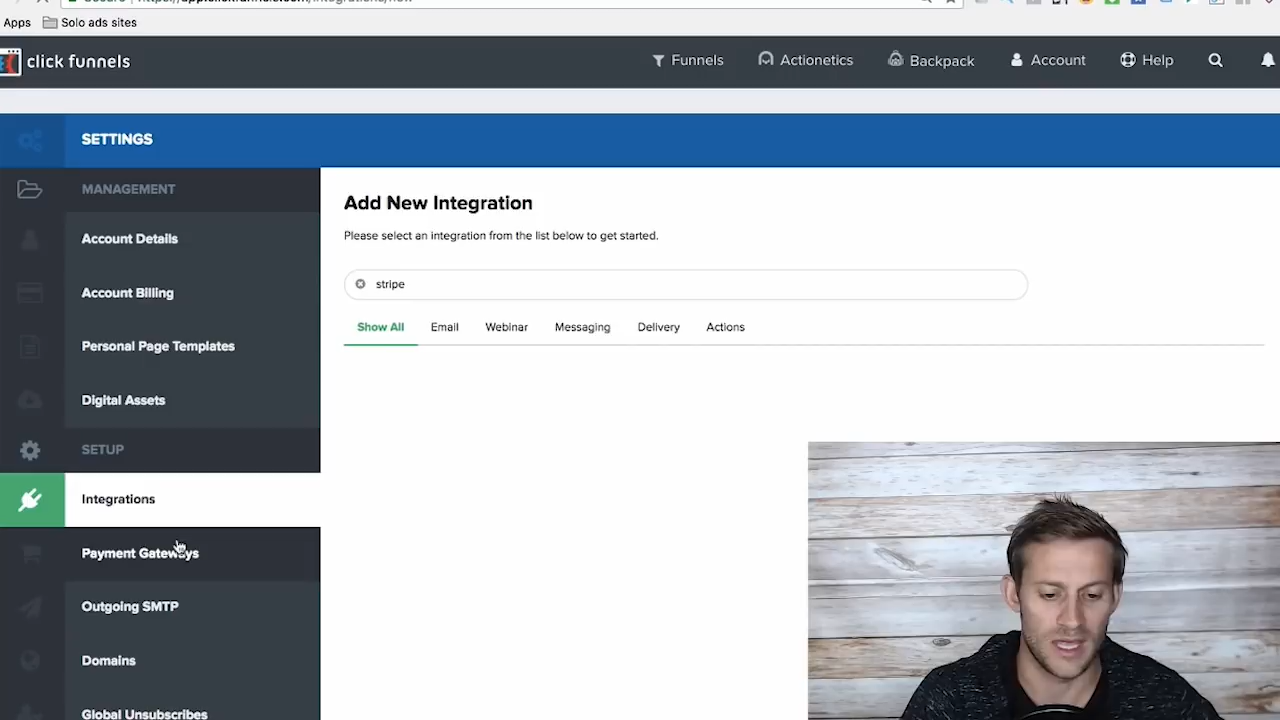 Apps Solo ads sites
click funnels Funnels Actionetics Backpack Account Help
SETTINGS
MANAGEMENT
Account Details
Account Billing
Personal Page Templates
Digital Assets
SETUP
Integrations
Payment Gateways
Outgoing SMTP
Domains
Global Unsubscribes
Add New Integration
Please select an integration from the list below to get started.
stripe
Show All Email Webinar Messaging Delivery Actions